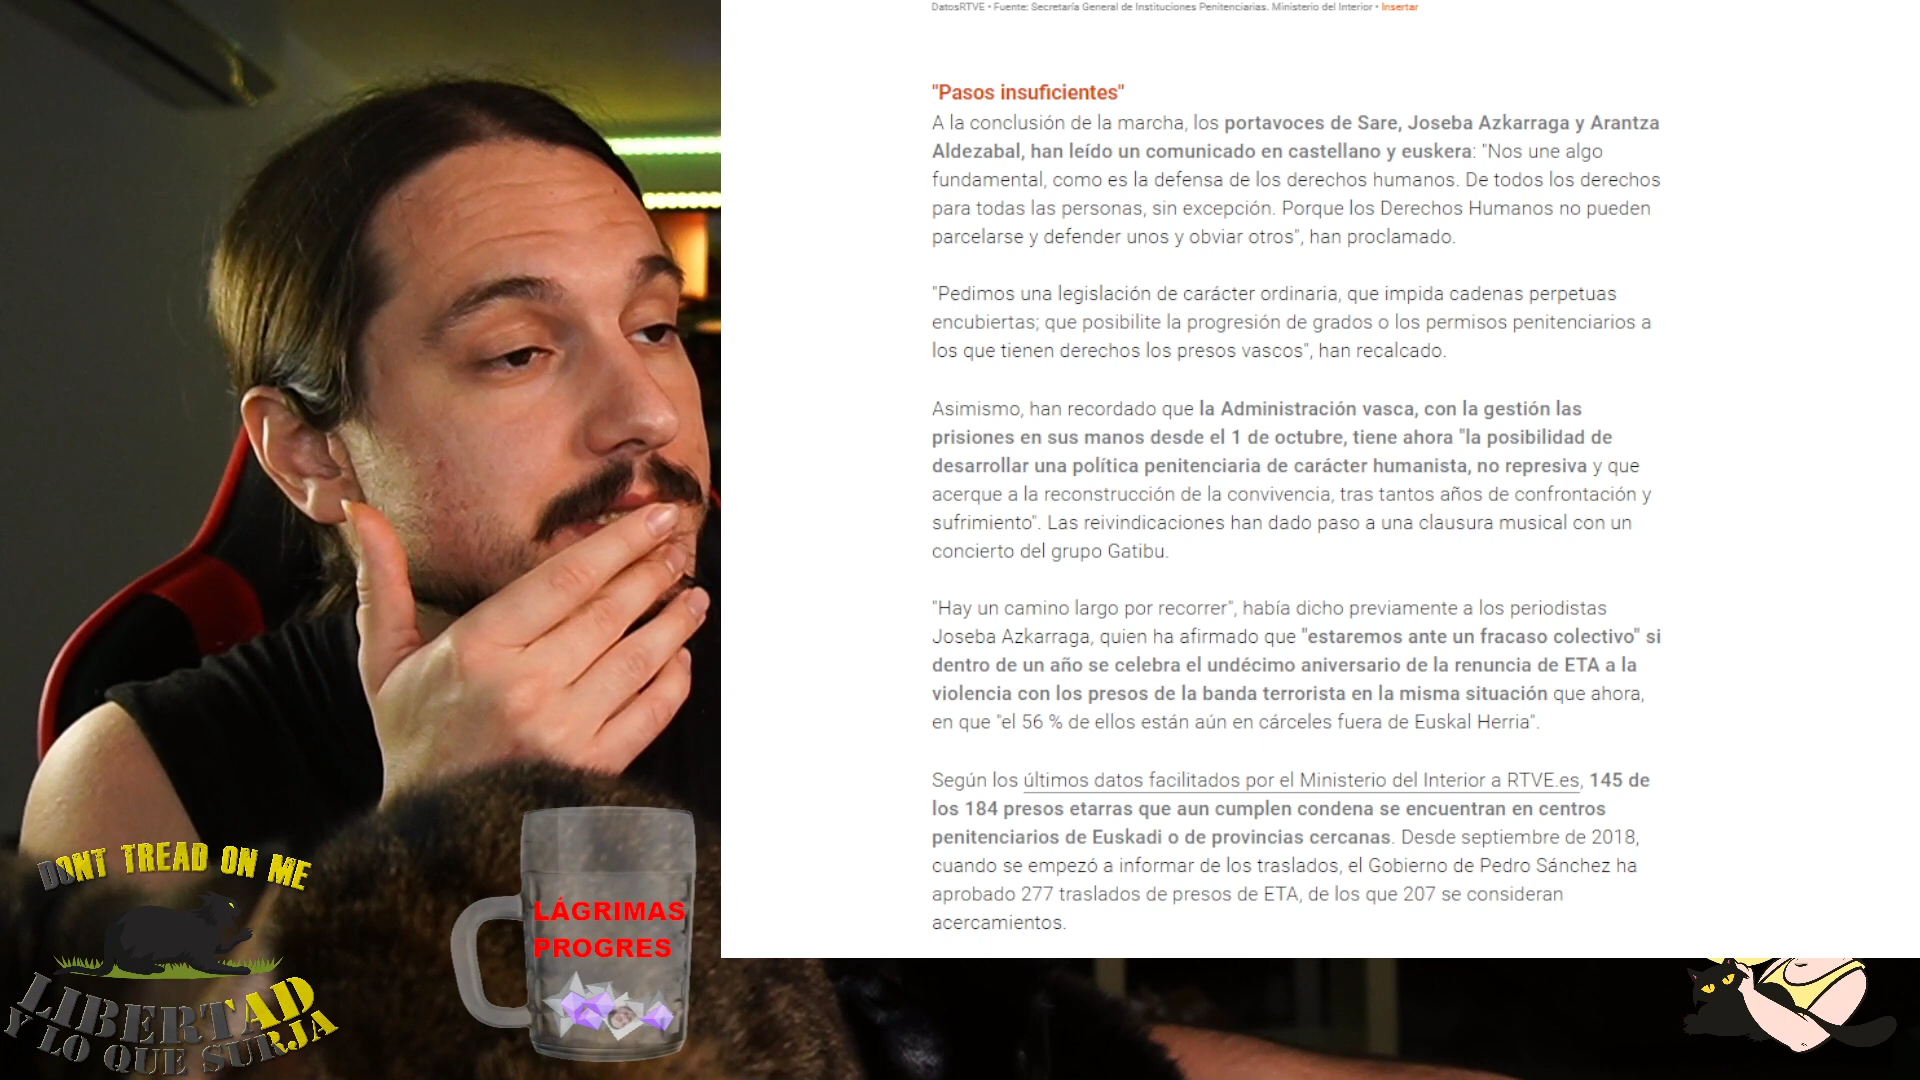 DatosRTVE • Fuente: Secretaría General de Instituciones Penitenciarias. Ministerio del Interior • Insertar
"Pasos insuficientes"
A la conclusión de la marcha, los portavoces de Sare, Joseba Azkarraga y Arantza
Aldezabal, han leído un comunicado en castellano y euskera: "Nos une algo
fundamental, como es la defensa de los derechos humanos. De todos los derechos
para todas las personas, sin excepción. Porque los Derechos Humanos no pueden
parcelarse y defender unos y obviar otros", han proclamado.
"Pedimos una legislación de carácter ordinaria, que impida cadenas perpetuas
encubiertas; que posibilite la progresión de grados o los permisos penitenciarios a
los que tienen derechos los presos vascos", han recalcado.
Asimismo, han recordado que la Administración vasca, con la gestión las
prisiones en sus manos desde el 1 de octubre, tiene ahora "la posibilidad de
desarrollar una política penitenciaria de carácter humanista, no represiva y que
acerque a la reconstrucción de la convivencia, tras tantos años de confrontación y
sufrimiento". Las reivindicaciones han dado paso a una clausura musical con un
concierto del grupo Gatibu.
"Hay un camino largo por recorrer", había dicho previamente a los periodistas
Joseba Azkarraga, quien ha afirmado que "estaremos ante un fracaso colectivo" si
dentro de un año se celebra el undécimo aniversario de la renuncia de ETA a la
violencia con los presos de la banda terrorista en la misma situación que ahora,
en que "el 56 % de ellos están aún en cárceles fuera de Euskal Herria".
Según los últimos datos facilitados por el Ministerio del Interior a RTVE.es, 145 de
los 184 presos etarras que aun cumplen condena se encuentran en centros
penitenciarios de Euskadi o de provincias cercanas. Desde septiembre de 2018,
cuando se empezó a informar de los traslados, el Gobierno de Pedro Sánchez ha
aprobado 277 traslados de presos de ETA, de los que 207 se consideran
acercamientos.
DONT TREAD ON ME
LIBERTAD
Y LO QUE SURJA
LÁGRIMAS
PROGRES